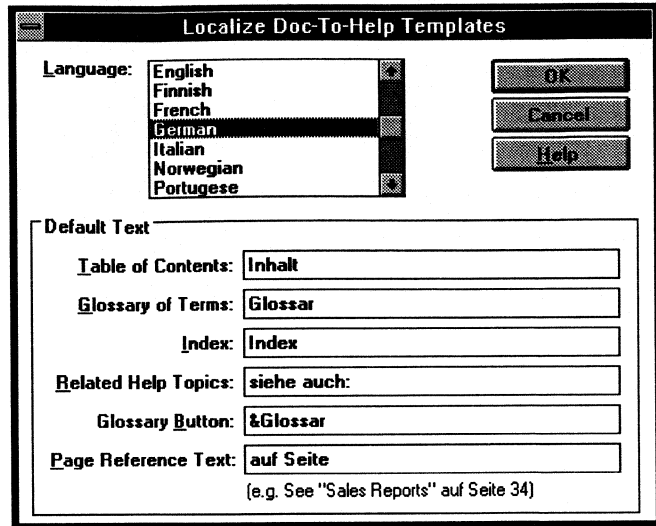 Localize Doc-To-Help Templates
Language:
English
Finnish
French
German
Italian
Norwegian
Portugese
OK
Cancel
Help
Default Text
Table of Contents: Inhalt
Glossary of Terms: Glossar
Index: Index
Related Help Topics: siehe auch:
Glossary Button: &Glossar
Page Reference Text: auf Seite
(e.g. See "Sales Reports" auf Seite 34)